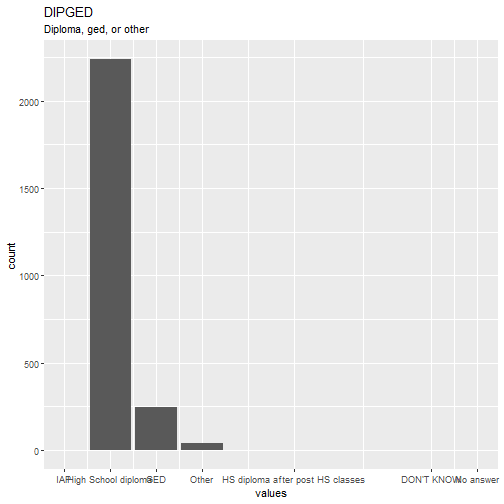 DIPGED
Diploma, ged, or other
2000
1500
1000
500
0
count
IAP High School diploma GED Other HS diploma after post HS classes DON'T KNOW No answer
values